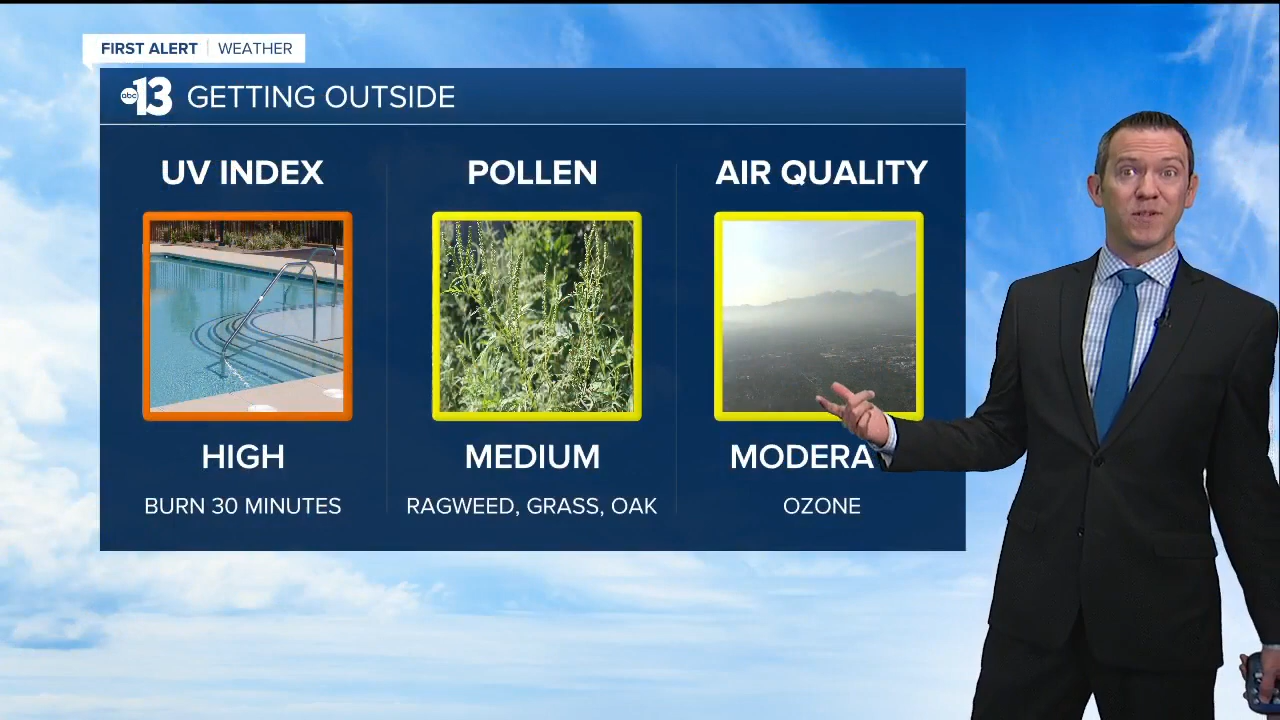 FIRST ALERT | WEATHER
abc 13 GETTING OUTSIDE
UV INDEX
POLLEN
AIR QUALITY
HIGH
MEDIUM
MODERA
BURN 30 MINUTES
RAGWEED, GRASS, OAK
OZONE